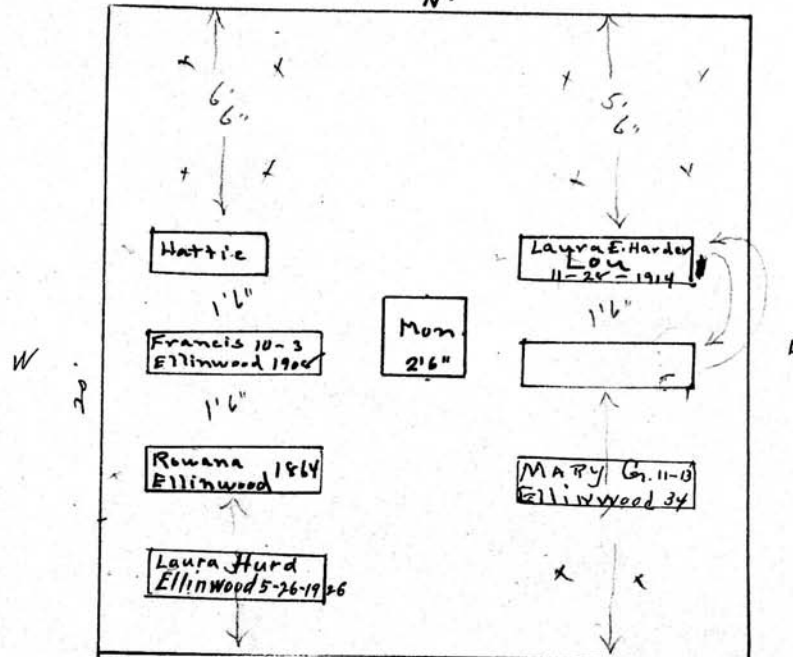 N.
6'
6"
5'
6"
Hattie
Laura E. Harder
Lou
11-28-1914
1'6"
1'6"
Mon
2'6"
Francis 10-3
Ellinwood 1908
W
20'
1'6"
Rowana 1864
Ellinwood
MARY G. 11-13
Ellinwood 34
Laura Hurd
Ellinwood 5-26-1926